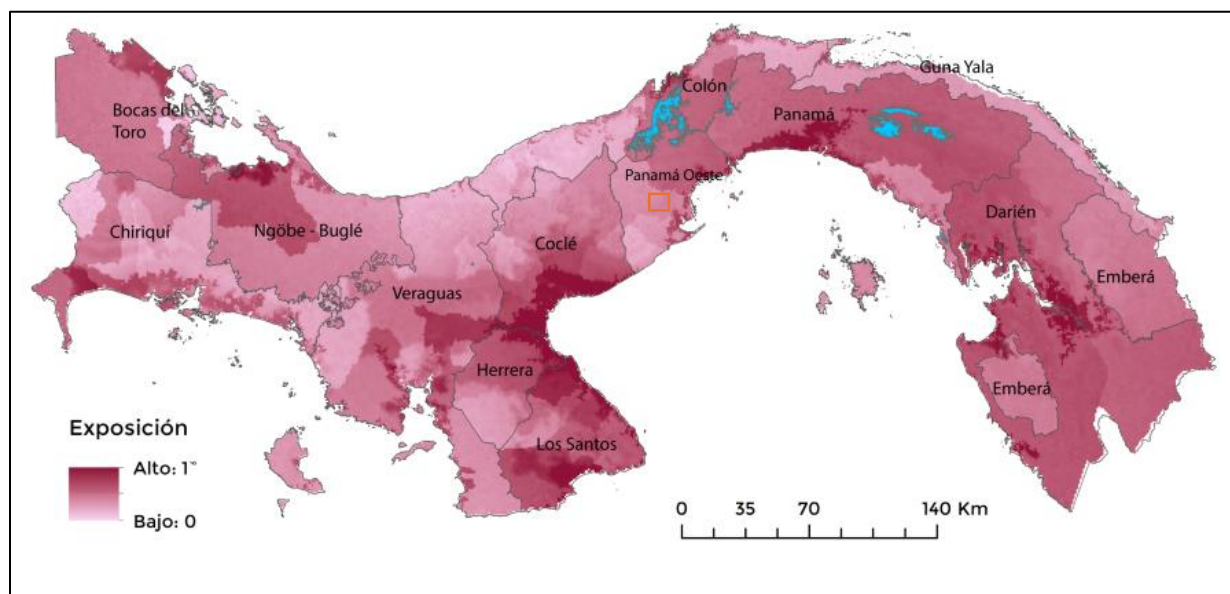 Guna Yala
Colón
Bocas del
Toro
Panamá
Panamá Oeste
Darién
Chiriquí
Ngöbe - Buglé
Coclé
Emberá
Veraguas
Herrera
Emberá
Los Santos
Exposición
Alto: 1
Bajo: 0
0 35 70 140 Km